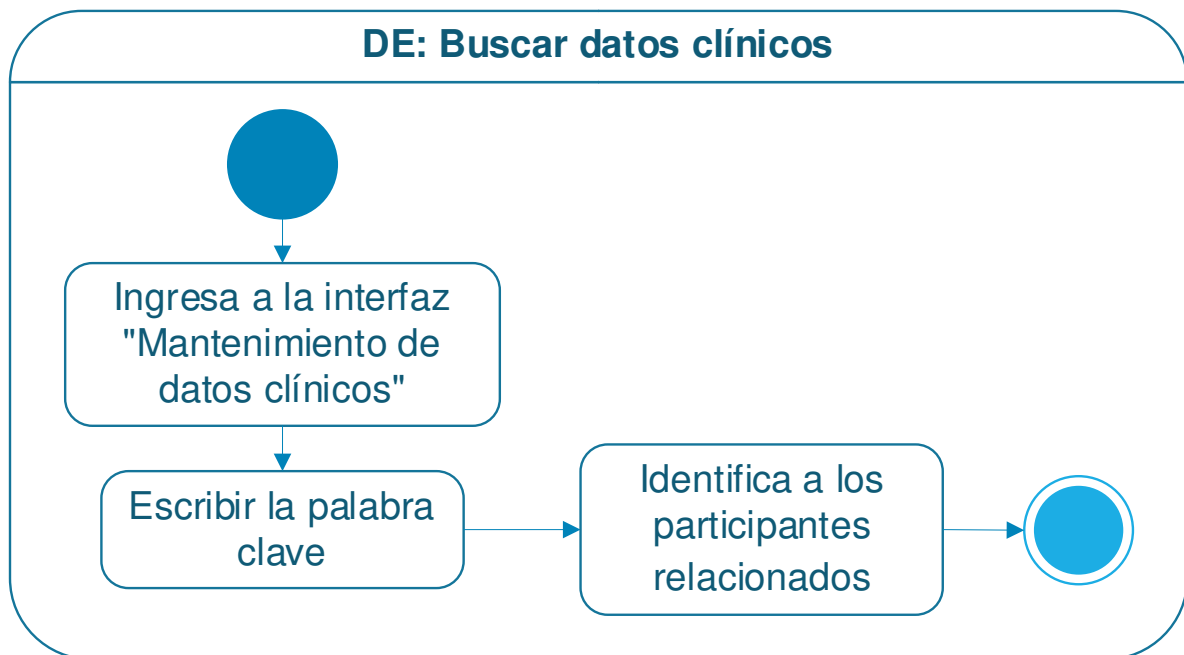 DE: Buscar datos clínicos
Ingresa a la interfaz
"Mantenimiento de
datos clínicos"
Escribir la palabra
clave
Identifica a los
participantes
relacionados